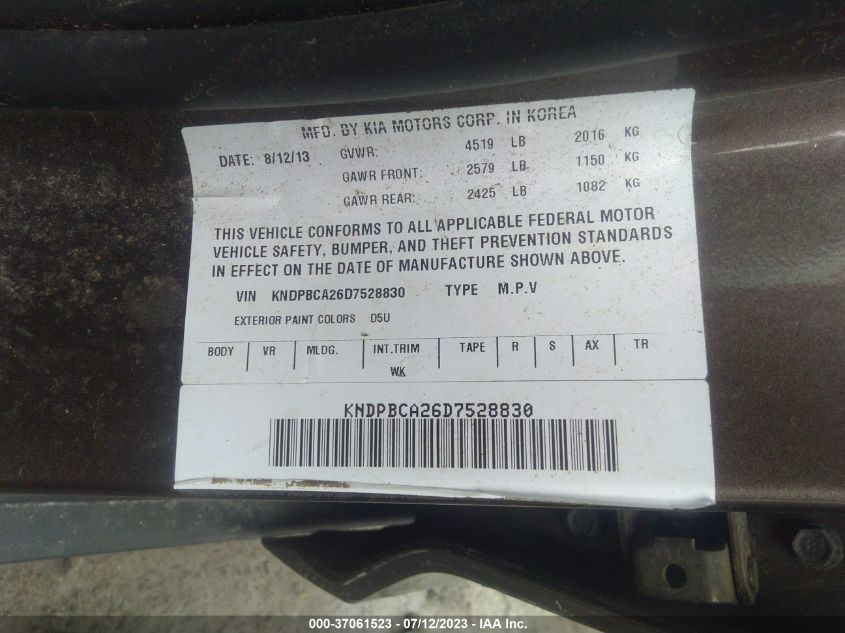 MFD. BY KIA MOTORS CORP. IN KOREA
DATE: 8/12/13 GVWR: 4519 LB 2016 KG
GAWR FRONT: 2579 LB 1150 KG
GAWR REAR: 2425 LB 1082 KG
THIS VEHICLE CONFORMS TO ALL APPLICABLE FEDERAL MOTOR
VEHICLE SAFETY, BUMPER, AND THEFT PREVENTION STANDARDS
IN EFFECT ON THE DATE OF MANUFACTURE SHOWN ABOVE.
VIN KNDPBCA26D7528830 TYPE M.P.V
EXTERIOR PAINT COLORS D5U
BODY VR MLDG. INT.TRIM TAPE R S AX TR
WK
KNDPBCA26D7528830
000-37061523 - 07/12/2023 - IAA Inc.